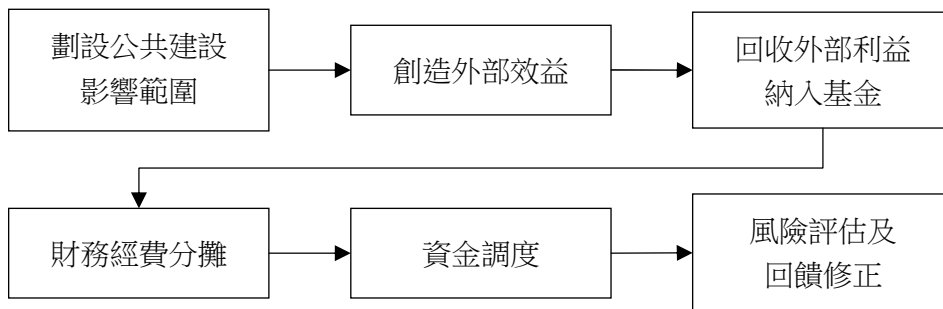 劃設公共建設
影響範圍
創造外部效益
回收外部利益
納入基金
財務經費分攤
資金調度
風險評估及
回饋修正